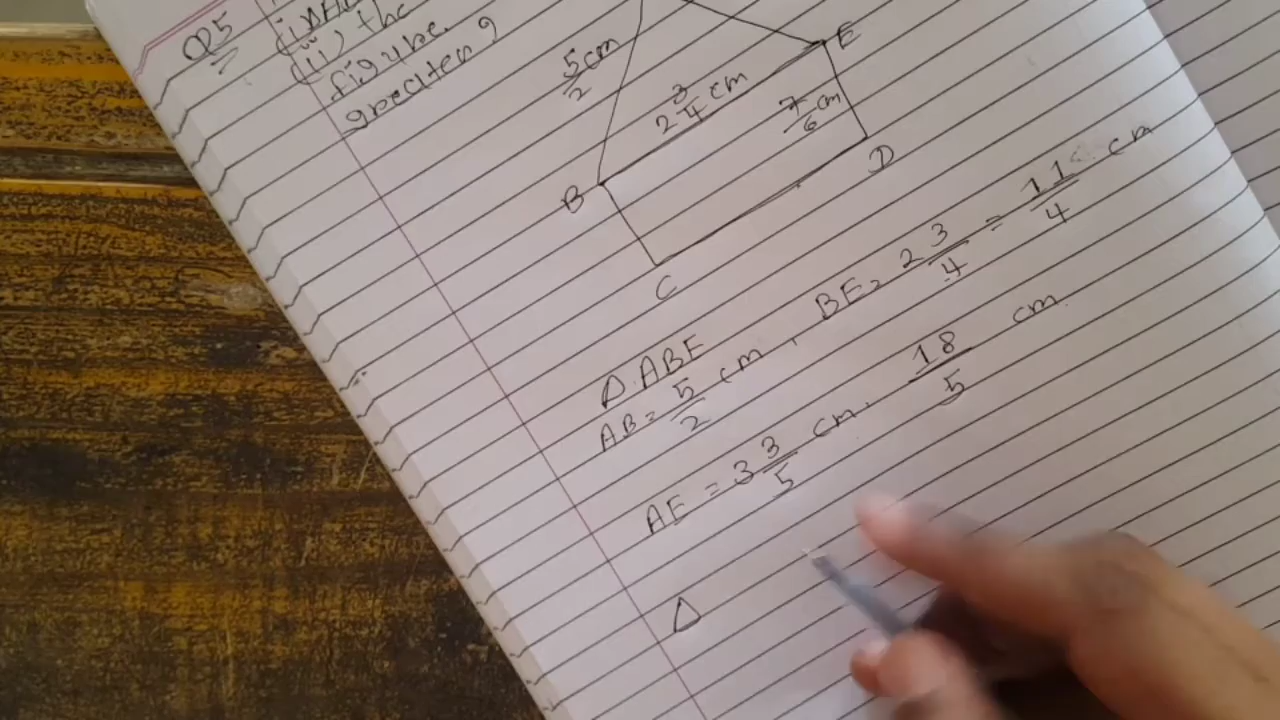 Q5
(ii) the
figure.
greater?
5/2 cm
E
2 3/4 cm
7/6 cm
B
D
C
Δ ABE
AB = 5/2 cm, BE = 2 3/4 = 11/4 cm
AE = 3 3/5 cm. 18/5 cm.
Δ